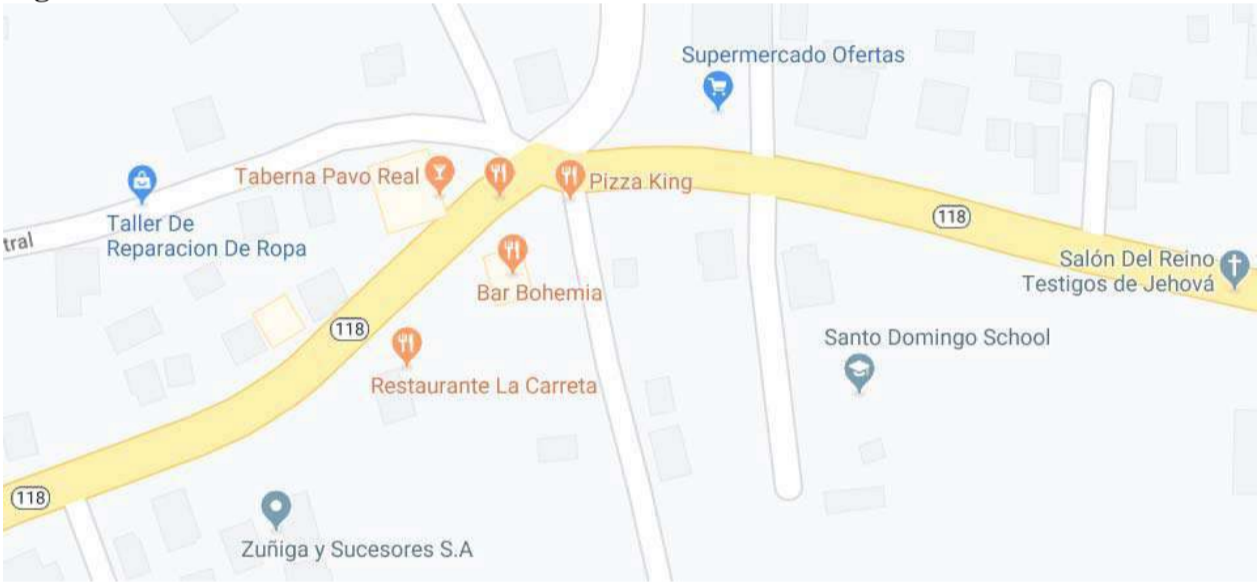 Supermercado Ofertas
Taberna Pavo Real
Pizza King
Taller De
Reparacion De Ropa
118
tral
Salón Del Reino
Testigos de Jehová
Bar Bohemia
118
Santo Domingo School
Restaurante La Carreta
118
Zuñiga y Sucesores S.A